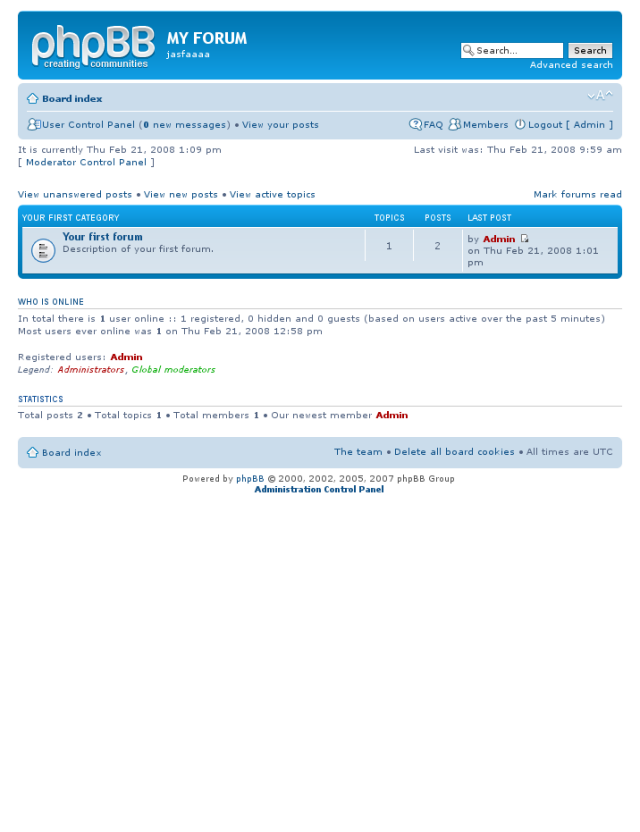 phpBB
creating communities
MY FORUM
jasfaaaa
Search... Search
Advanced search
Board index
User Control Panel (0 new messages) • View your posts FAQ Members Logout [ Admin ]
It is currently Thu Feb 21, 2008 1:09 pm Last visit was: Thu Feb 21, 2008 9:59 am
[ Moderator Control Panel ]
View unanswered posts • View new posts • View active topics Mark forums read
YOUR FIRST CATEGORY TOPICS POSTS LAST POST
Your first forum
Description of your first forum.
1 2
by Admin
on Thu Feb 21, 2008 1:01
pm
WHO IS ONLINE
In total there is 1 user online :: 1 registered, 0 hidden and 0 guests (based on users active over the past 5 minutes)
Most users ever online was 1 on Thu Feb 21, 2008 12:58 pm
Registered users: Admin
Legend: Administrators, Global moderators
STATISTICS
Total posts 2 • Total topics 1 • Total members 1 • Our newest member Admin
Board index The team • Delete all board cookies • All times are UTC
Powered by phpBB © 2000, 2002, 2005, 2007 phpBB Group
Administration Control Panel